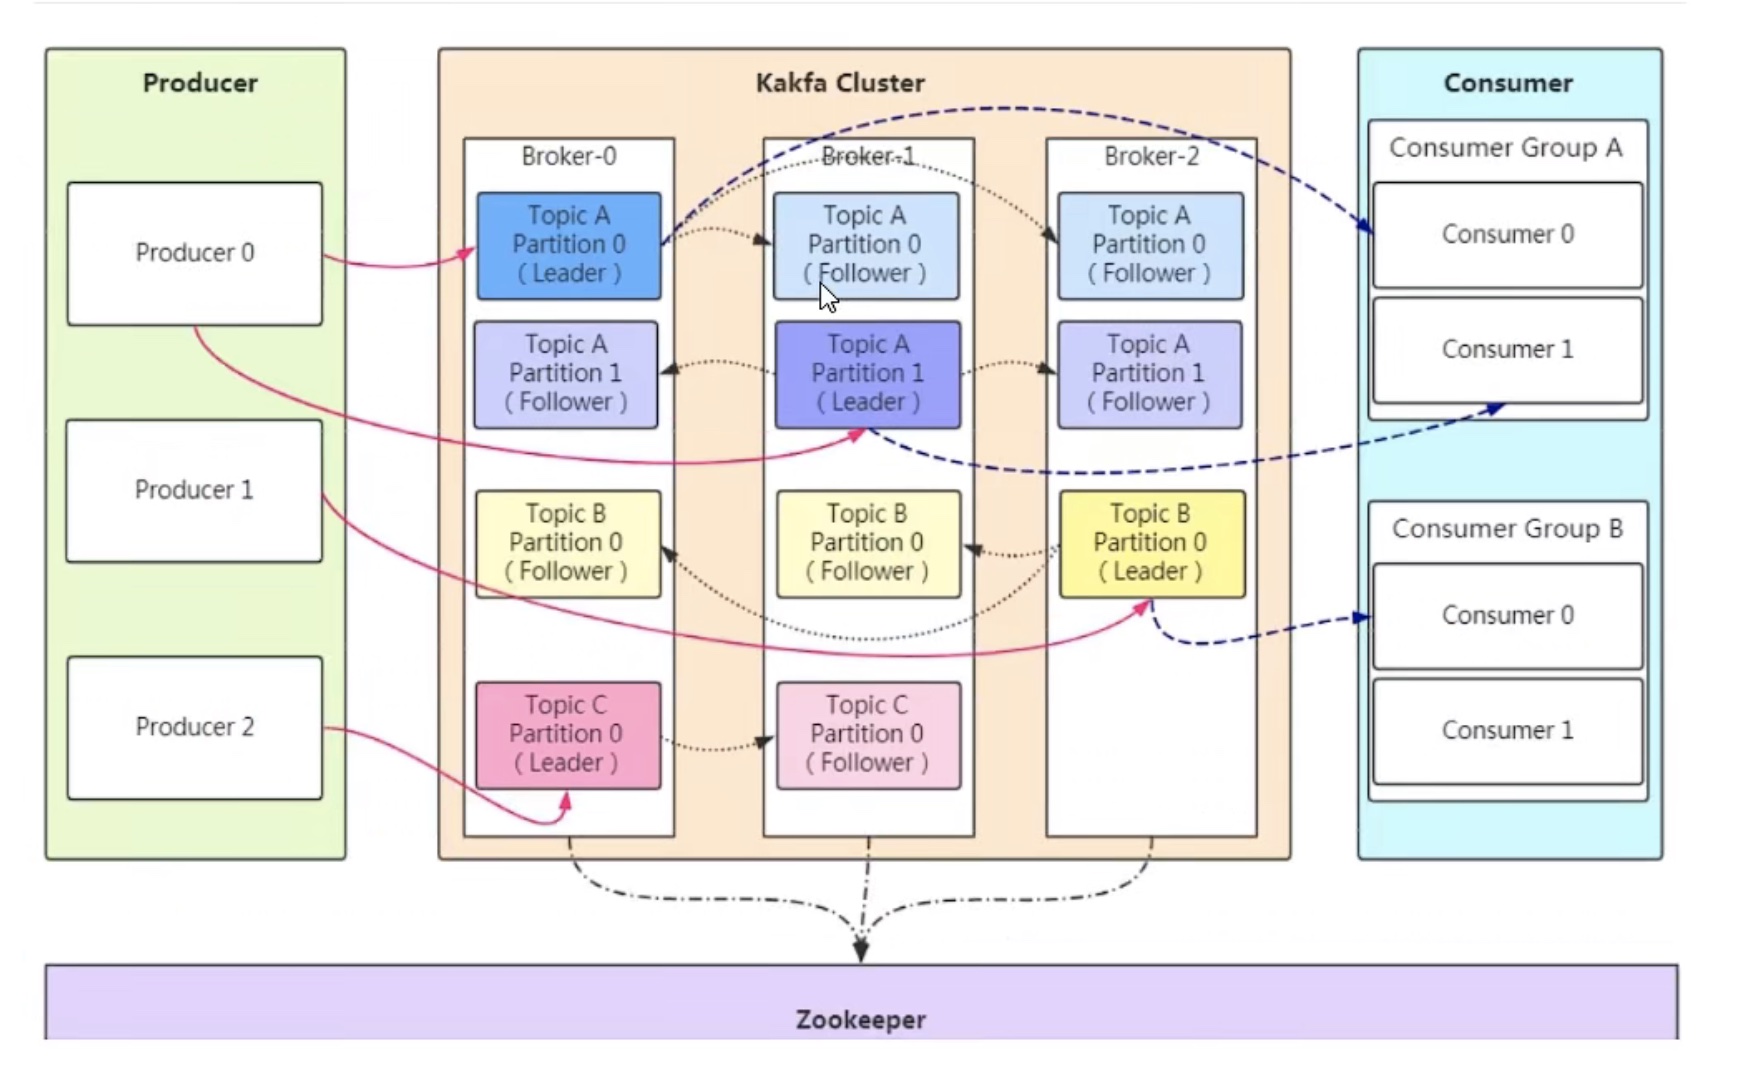 Producer
Producer 0
Producer 1
Producer 2
Kakfa Cluster
Broker-0
Topic A
Partition 0
( Leader )
Topic A
Partition 1
( Follower )
Topic B
Partition 0
( Follower )
Topic C
Partition 0
( Leader )
Broker-1
Topic A
Partition 0
( Follower )
Topic A
Partition 1
( Leader )
Topic B
Partition 0
( Follower )
Topic C
Partition 0
( Follower )
Broker-2
Topic A
Partition 0
( Follower )
Topic A
Partition 1
( Follower )
Topic B
Partition 0
( Leader )
Consumer
Consumer Group A
Consumer 0
Consumer 1
Consumer Group B
Consumer 0
Consumer 1
Zookeeper